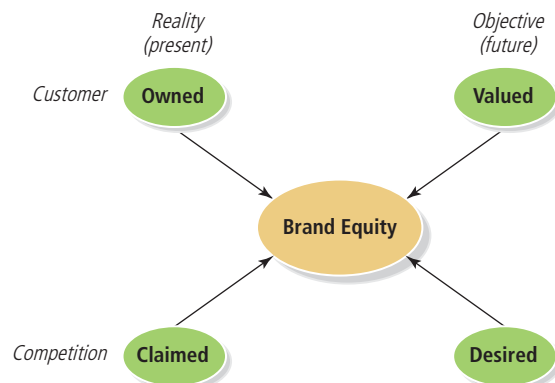 Reality
(present)
Objective
(future)
Customer
Owned
Valued
Brand Equity
Competition
Claimed
Desired